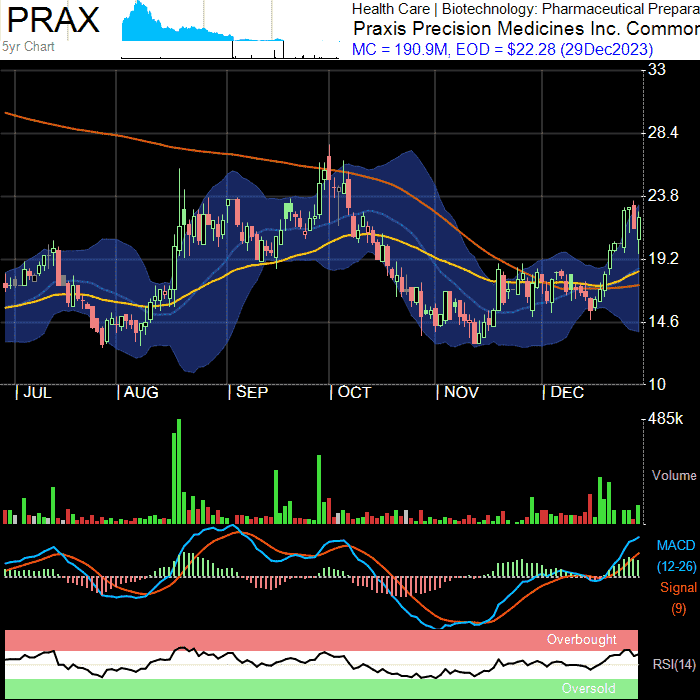 PRAX
5yr Chart
Health Care | Biotechnology: Pharmaceutical Prepara
Praxis Precision Medicines Inc. Common
MC = 190.9M, EOD = $22.28 (29Dec2023)
33
28.4
23.8
19.2
14.6
10
JUL
AUG
SEP
OCT
NOV
DEC
485k
Volume
MACD
(12-26)
Signal
(9)
Overbought
RSI(14)
Oversold